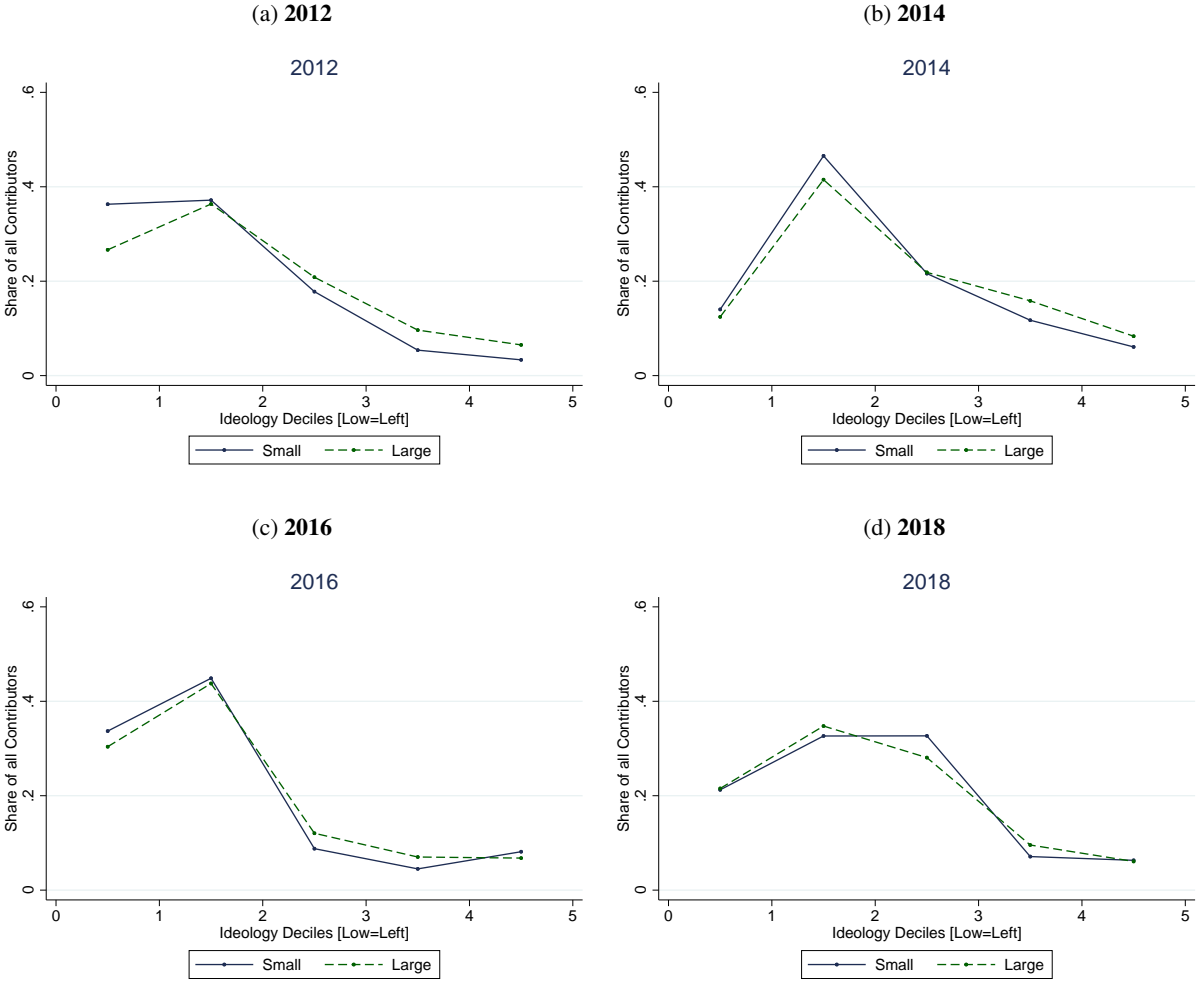 (a) 2012
2012
Share of all Contributors
.6
.4
.2
0
0 1 2 3 4 5
Ideology Deciles [Low=Left]
Small Large
(b) 2014
2014
Share of all Contributors
.6
.4
.2
0
0 1 2 3 4 5
Ideology Deciles [Low=Left]
Small Large
(c) 2016
2016
Share of all Contributors
.6
.4
.2
0
0 1 2 3 4 5
Ideology Deciles [Low=Left]
Small Large
(d) 2018
2018
Share of all Contributors
.6
.4
.2
0
0 1 2 3 4 5
Ideology Deciles [Low=Left]
Small Large